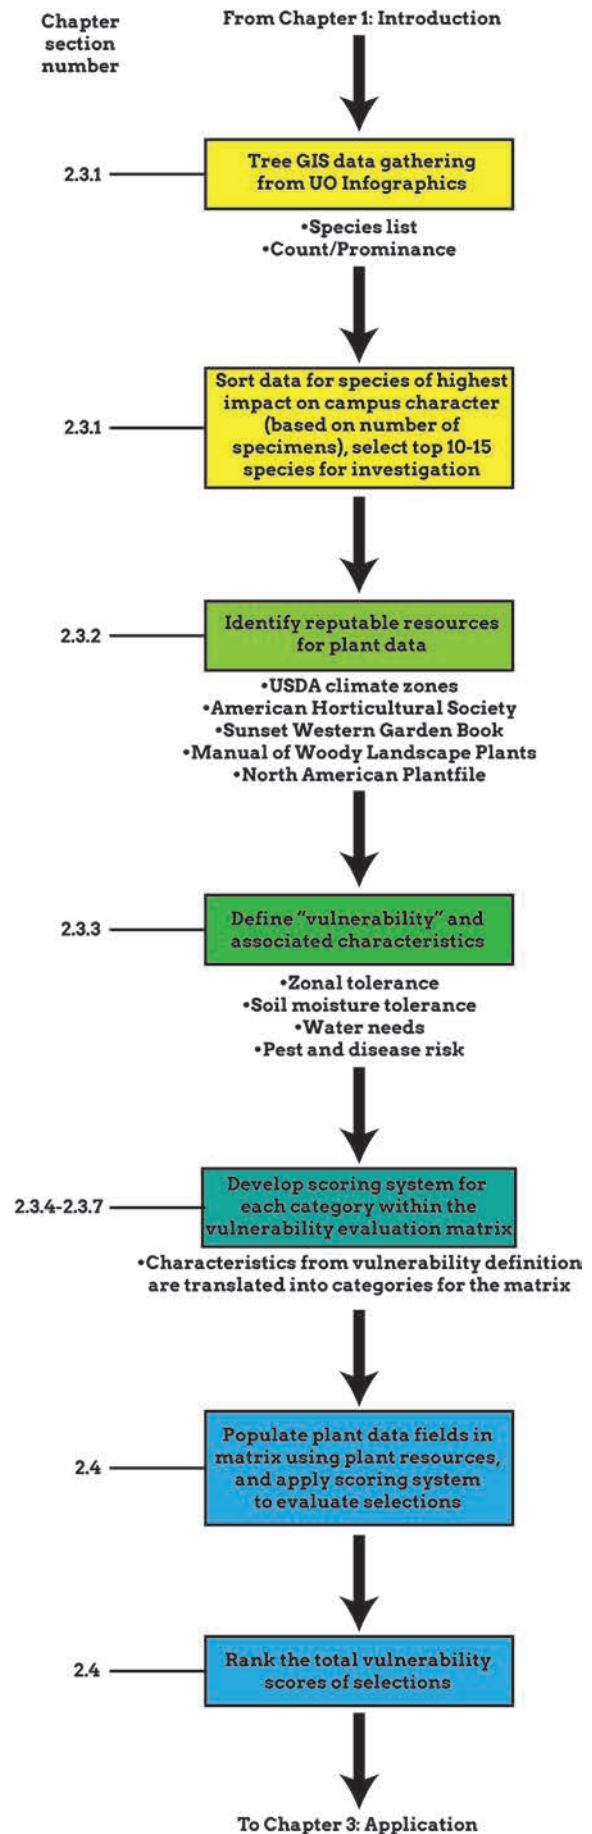 Chapter
section
number
From Chapter 1: Introduction
2.3.1
Tree GIS data gathering
from UO Infographics
•Species list
•Count/Prominance
2.3.1
Sort data for species of highest
impact on campus character
(based on number of
specimens), select top 10-15
species for investigation
2.3.2
Identify reputable resources
for plant data
•USDA climate zones
•American Horticultural Society
•Sunset Western Garden Book
•Manual of Woody Landscape Plants
•North American Plantfile
2.3.3
Define "vulnerability" and
associated characteristics
•Zonal tolerance
•Soil moisture tolerance
•Water needs
•Pest and disease risk
2.3.4-2.3.7
Develop scoring system for
each category within the
vulnerability evaluation matrix
•Characteristics from vulnerability definition
are translated into categories for the matrix
2.4
Populate plant data fields in
matrix using plant resources,
and apply scoring system
to evaluate selections
2.4
Rank the total vulnerability
scores of selections
To Chapter 3: Application